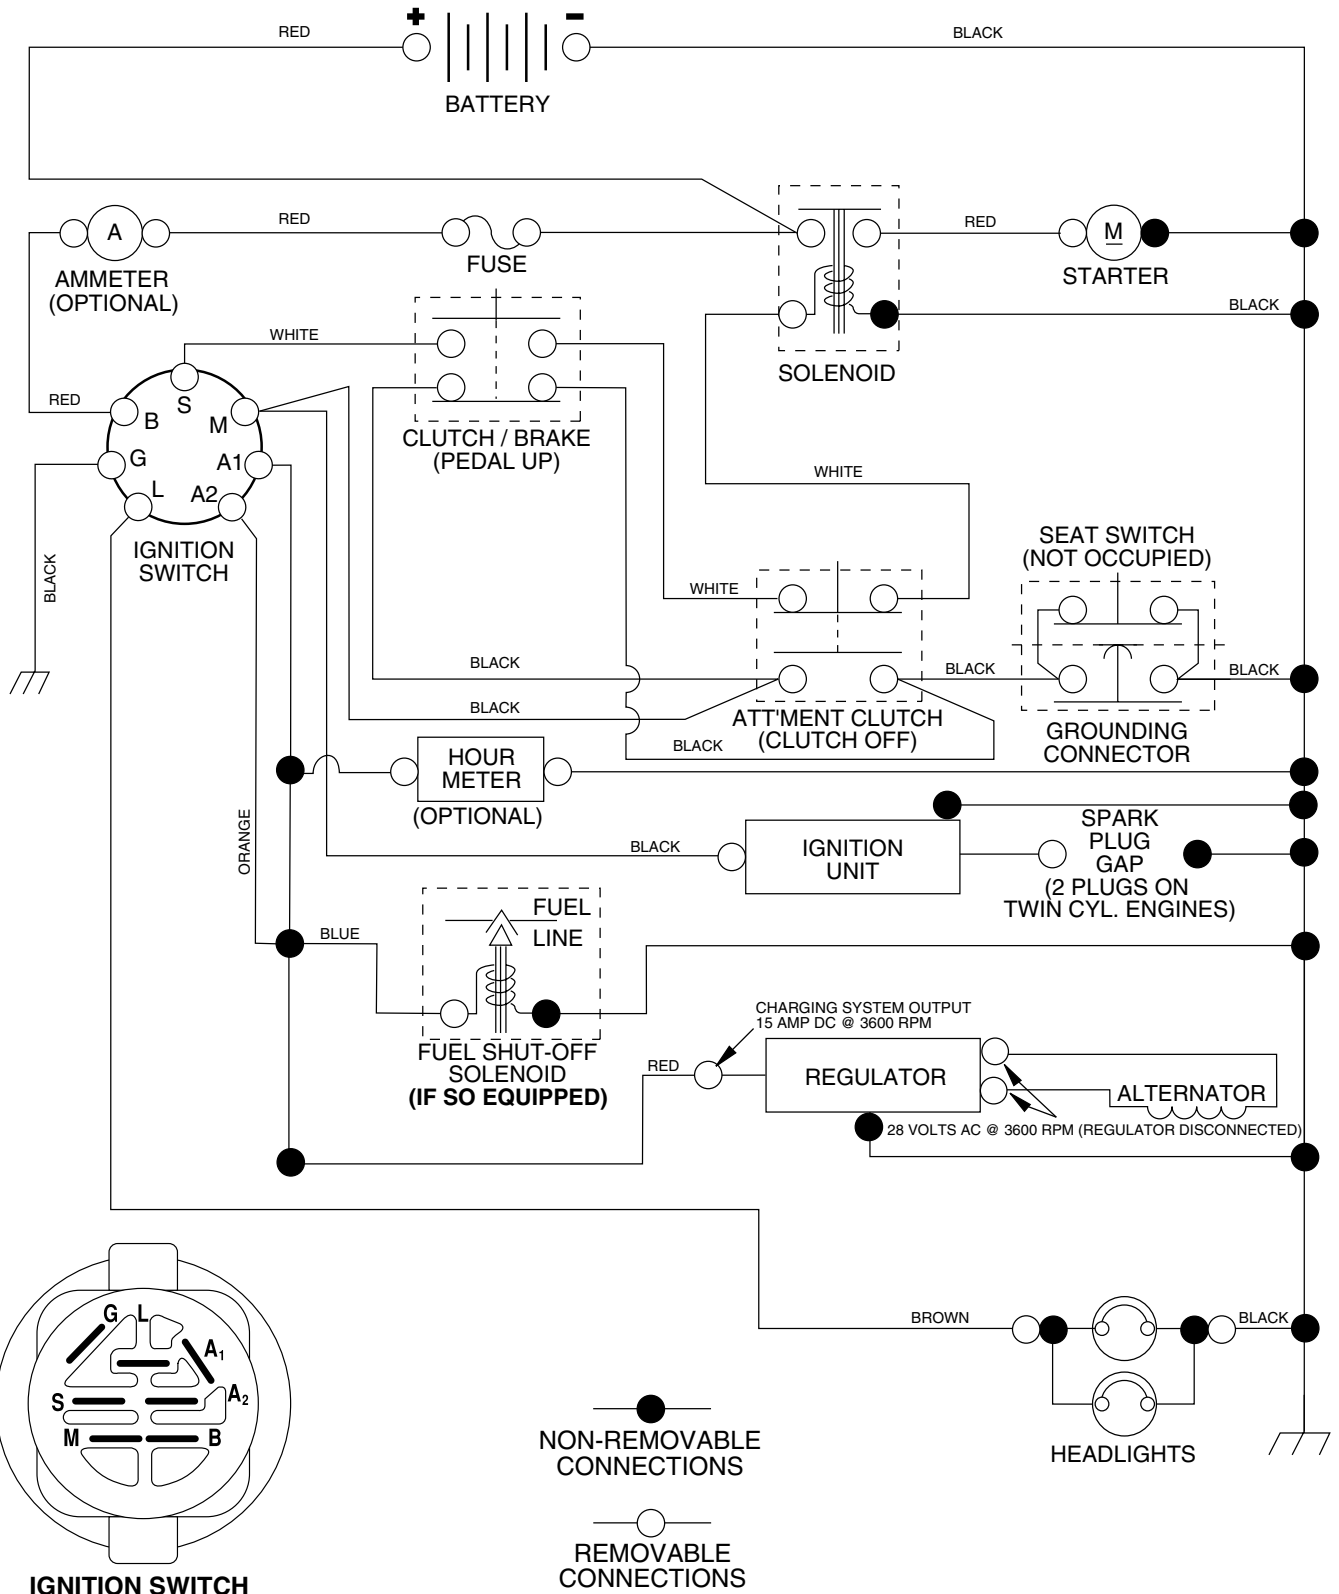 + −
RED
BLACK
BATTERY
A
RED
RED
M
AMMETER
(OPTIONAL)
FUSE
STARTER
BLACK
WHITE
SOLENOID
RED
S
B
M
CLUTCH / BRAKE
(PEDAL UP)
G
A1
L
A2
WHITE
IGNITION
SWITCH
BLACK
SEAT SWITCH
(NOT OCCUPIED)
WHITE
BLACK
BLACK
BLACK
BLACK
ATT'MENT CLUTCH
(CLUTCH OFF)
GROUNDING
CONNECTOR
BLACK
HOUR
METER
(OPTIONAL)
ORANGE
BLACK
IGNITION
UNIT
SPARK
PLUG
GAP
(2 PLUGS ON
TWIN CYL. ENGINES)
FUEL
LINE
BLUE
FUEL SHUT-OFF
SOLENOID
(IF SO EQUIPPED)
CHARGING SYSTEM OUTPUT
15 AMP DC @ 3600 RPM
RED
REGULATOR
ALTERNATOR
28 VOLTS AC @ 3600 RPM (REGULATOR DISCONNECTED)
BROWN
BLACK
HEADLIGHTS
G L
A1
S
A2
M
B
IGNITION SWITCH
NON-REMOVABLE
CONNECTIONS
REMOVABLE
CONNECTIONS